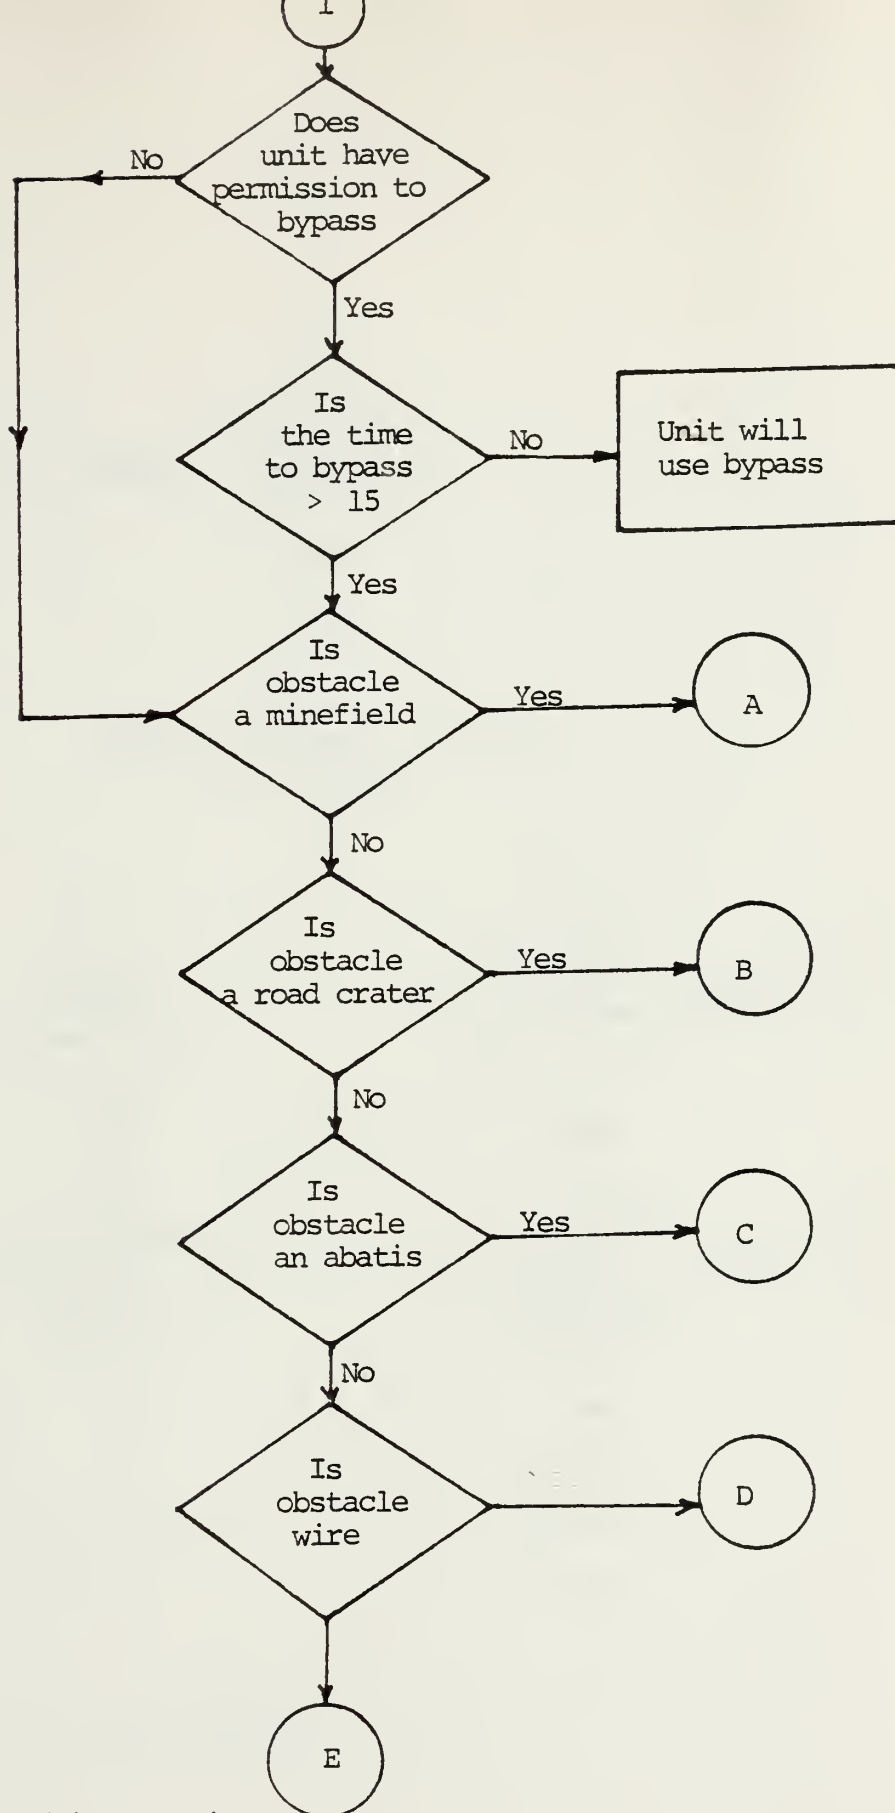 1
Does
unit have
permission to
bypass
No
Yes
Is
the time
to bypass
> 15
No
Unit will
use bypass
Yes
Is
obstacle
a minefield
Yes
A
No
Is
obstacle
a road crater
Yes
B
No
Is
obstacle
an abatis
Yes
C
No
Is
obstacle
wire
D
E